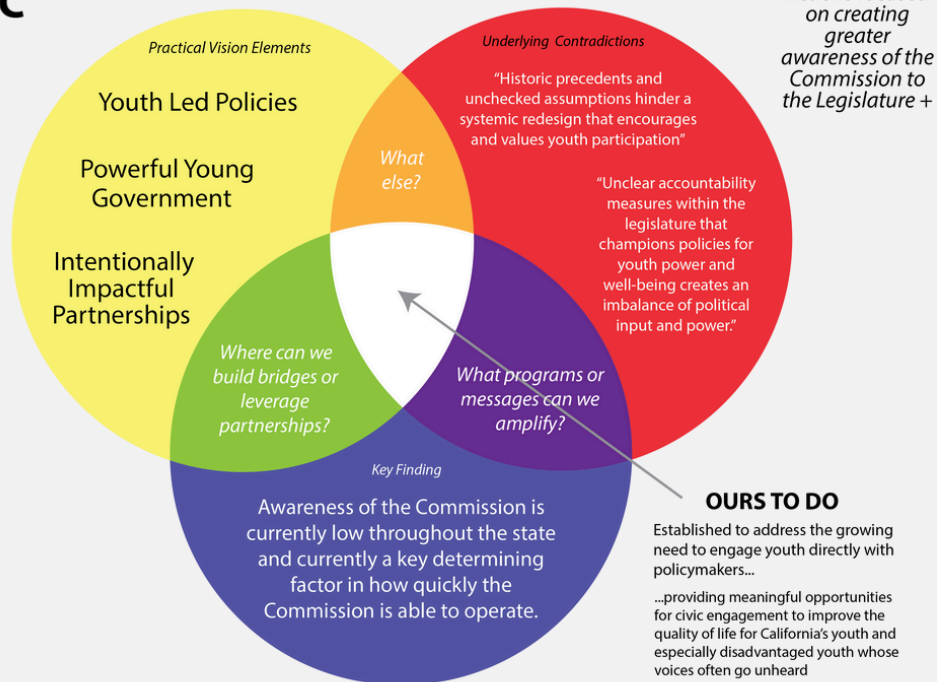 C
on creating
greater
awareness of the
Commission to
the Legislature +
Practical Vision Elements
Youth Led Policies
Powerful Young
Government
Intentionally
Impactful
Partnerships
Underlying Contradictions
“Historic precedents and
unchecked assumptions hinder a
systemic redesign that encourages
and values youth participation”
“Unclear accountability
measures within the
legislature that
champions policies for
youth power and
well-being creates an
imbalance of political
input and power.”
What
else?
Where can we
build bridges or
leverage
partnerships?
What programs or
messages can we
amplify?
Key Finding
Awareness of the Commission is
currently low throughout the state
and currently a key determining
factor in how quickly the
Commission is able to operate.
OURS TO DO
Established to address the growing
need to engage youth directly with
policymakers...
...providing meaningful opportunities
for civic engagement to improve the
quality of life for California’s youth and
especially disadvantaged youth whose
voices often go unheard